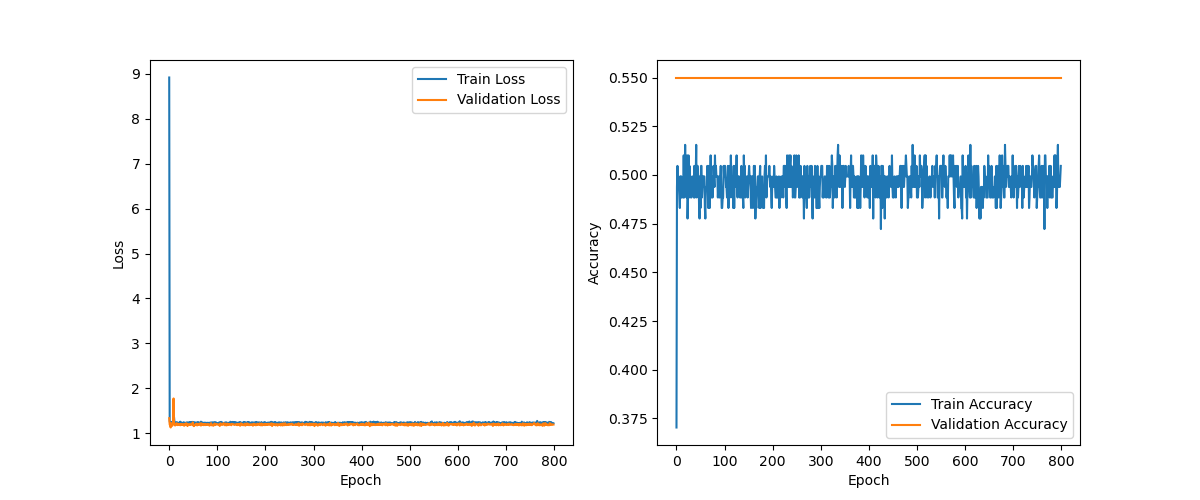 9
8
7
6
5
4
3
2
1
Loss
0 100 200 300 400 500 600 700 800
Epoch
Train Loss
Validation Loss
0.550
0.525
0.500
0.475
0.450
0.425
0.400
0.375
Accuracy
0 100 200 300 400 500 600 700 800
Epoch
Train Accuracy
Validation Accuracy